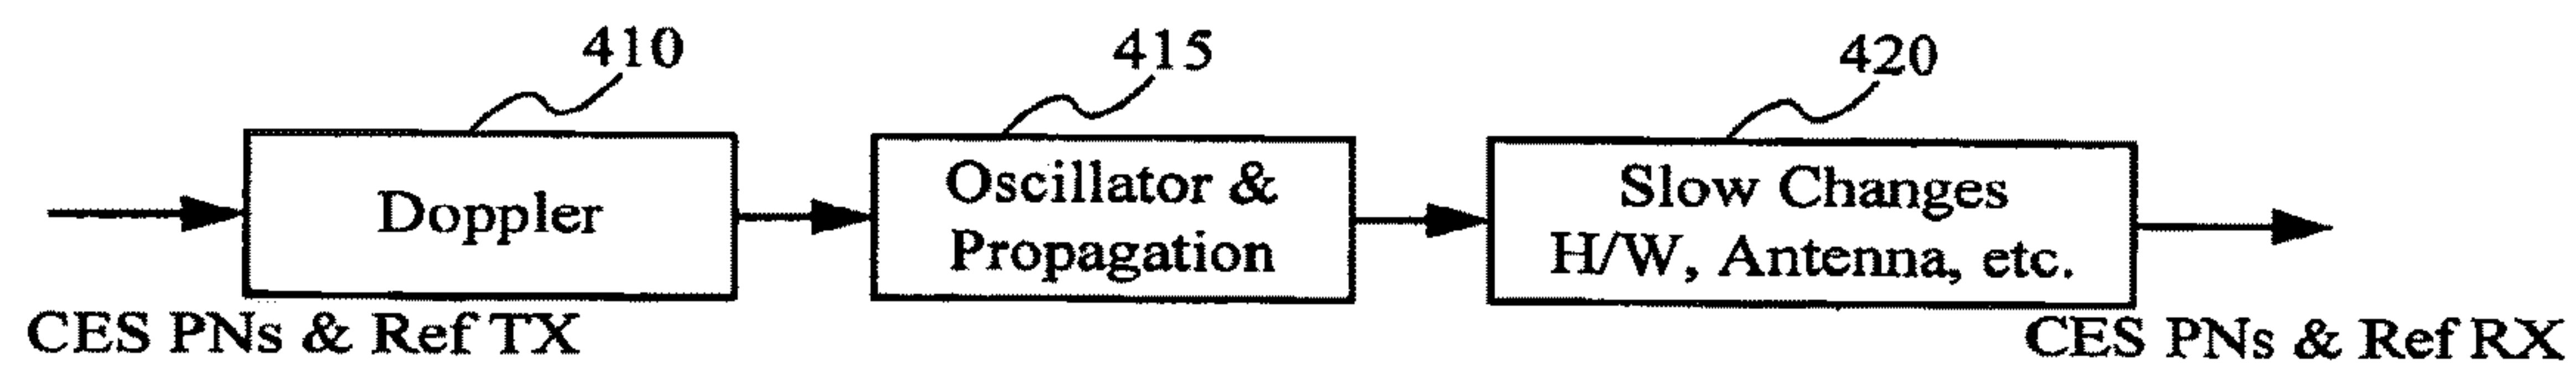 410
415
420
Doppler
Oscillator &
Propagation
Slow Changes
H/W, Antenna, etc.
CES PNs & Ref TX
CES PNs & Ref RX